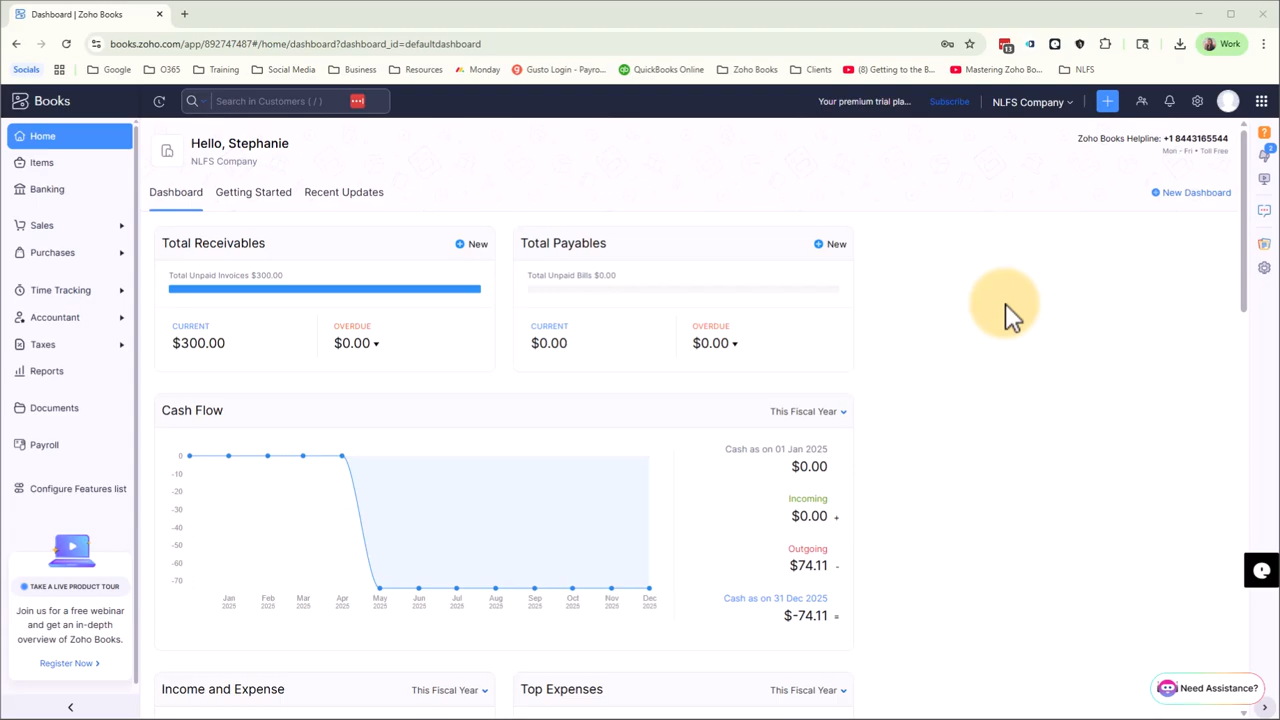 Dashboard | Zoho Books
books.zoho.com/app/892747487#/home/dashboard?dashboard_id=defaultdashboard
13
Work
Socials
Google
O365
Training
Social Media
Business
Resources
Monday
Gusto Login - Payro...
QuickBooks Online
Zoho Books
Clients
(8) Getting to the B...
Mastering Zoho Bo...
NLFS
Books
Search in Customers ( / )
Your premium trial pla...
Subscribe
NLFS Company
Home
Items
Banking
Sales
Purchases
Time Tracking
Accountant
Taxes
Reports
Documents
Payroll
Configure Features list
TAKE A LIVE PRODUCT TOUR
Join us for a free webinar
and get an in-depth
overview of Zoho Books.
Register Now
Hello, Stephanie
NLFS Company
Zoho Books Helpline: +1 8443165544
Mon - Fri • Toll Free
Dashboard
Getting Started
Recent Updates
New Dashboard
Total Receivables
New
Total Unpaid Invoices $300.00
CURRENT
$300.00
OVERDUE
$0.00
Total Payables
New
Total Unpaid Bills $0.00
CURRENT
$0.00
OVERDUE
$0.00
Cash Flow
This Fiscal Year
0
-10
-20
-30
-40
-50
-60
-70
Jan Feb Mar Apr May Jun Jul Aug Sep Oct Nov Dec
2025 2025 2025 2025 2025 2025 2025 2025 2025 2025 2025 2025
Cash as on 01 Jan 2025
$0.00
Incoming
$0.00 +
Outgoing
$74.11 -
Cash as on 31 Dec 2025
$-74.11 =
Income and Expense
This Fiscal Year
Top Expenses
This Fiscal Year
2
Need Assistance?